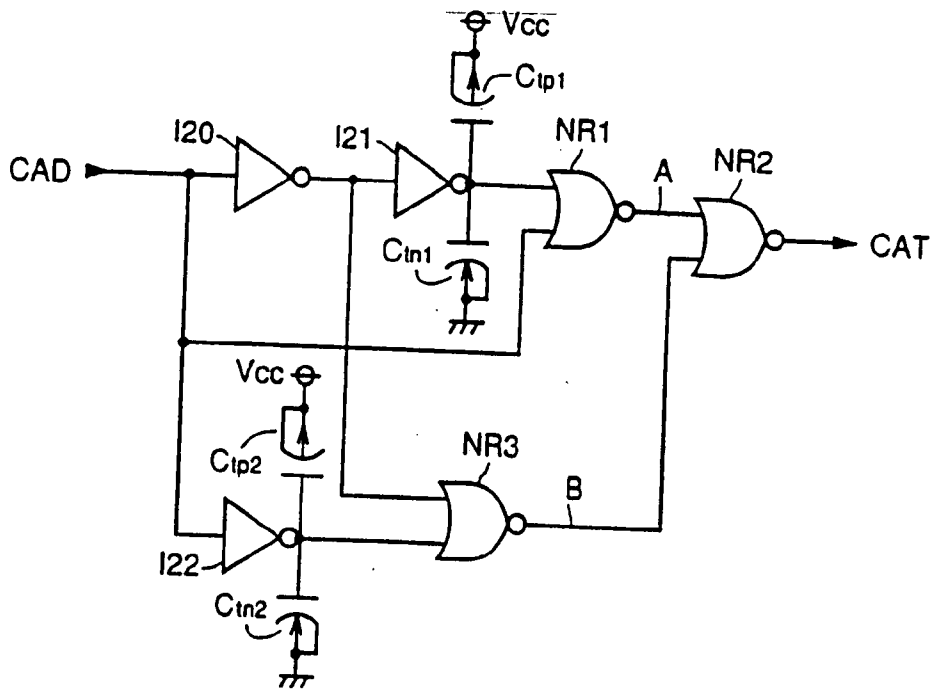 Vcc
Ctp1
I20
I21
NR1
NR2
CAD
A
CAT
Ctn1
Vcc
Ctp2
NR3
B
I22
Ctn2